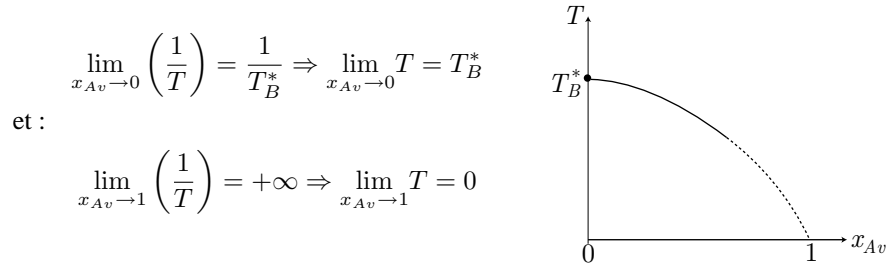 lim_{x_{Av}→0} (1/T) = 1/T_B^* ⇒ lim_{x_{Av}→0} T = T_B^*
et :
lim_{x_{Av}→1} (1/T) = +∞ ⇒ lim_{x_{Av}→1} T = 0
T
T_B^*
0
1
x_{Av}